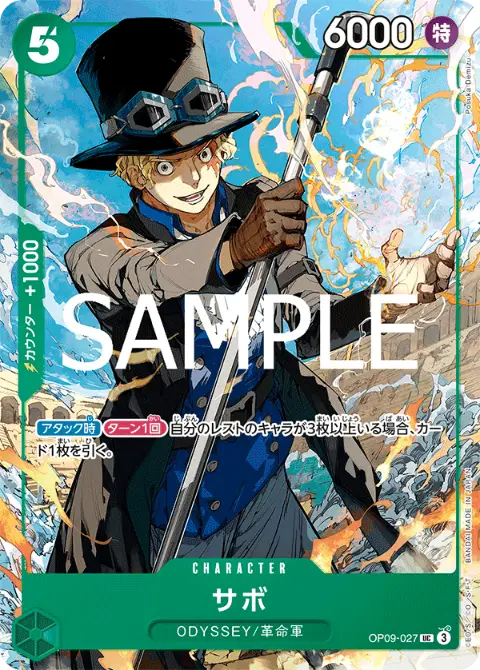 5
6000 特
Posuka Demizu
カウンター +1000
SAMPLE
アタック時 ターン1回 自分のレストのキャラが3枚以上いる場合、カー
ド1枚を引く。
BANDAI MADE IN JAPAN
CHARACTER
サボ
ODYSSEY/革命軍
OP09-027 UC 3